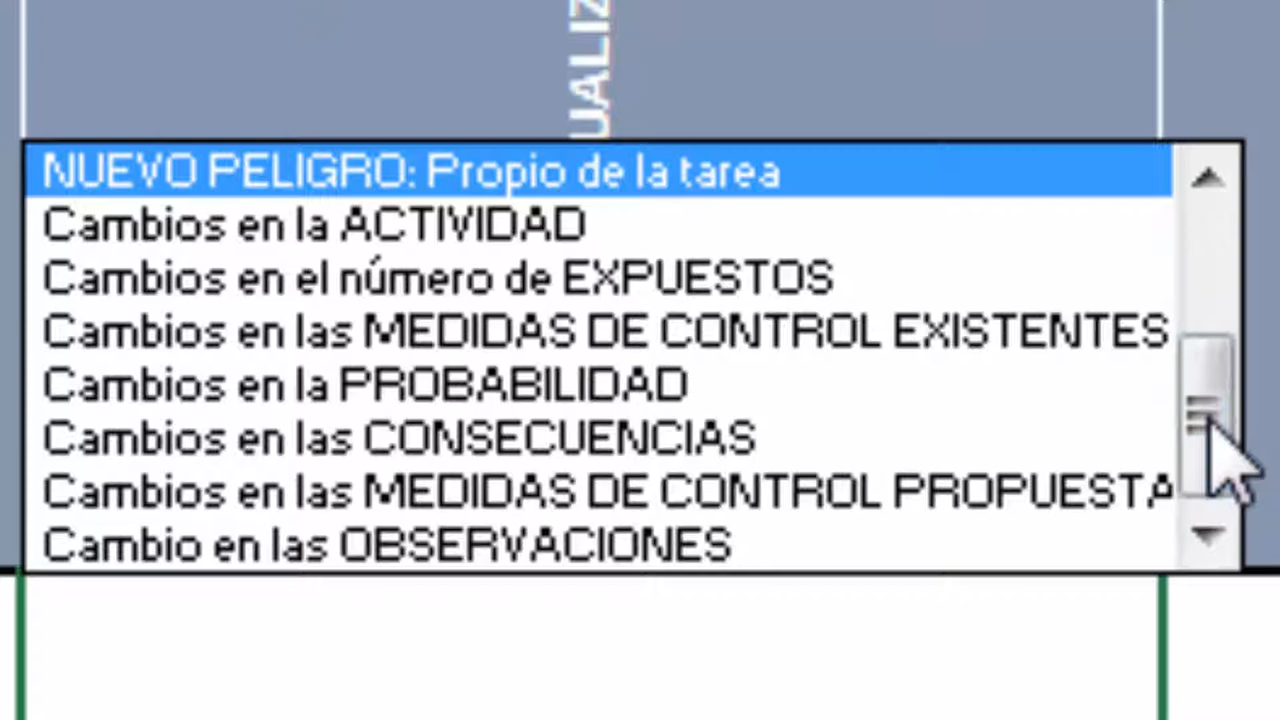 UALIZ
NUEVO PELIGRO: Propio de la tarea
Cambios en la ACTIVIDAD
Cambios en el número de EXPUESTOS
Cambios en las MEDIDAS DE CONTROL EXISTENTES
Cambios en la PROBABILIDAD
Cambios en las CONSECUENCIAS
Cambios en las MEDIDAS DE CONTROL PROPUESTA
Cambio en las OBSERVACIONES